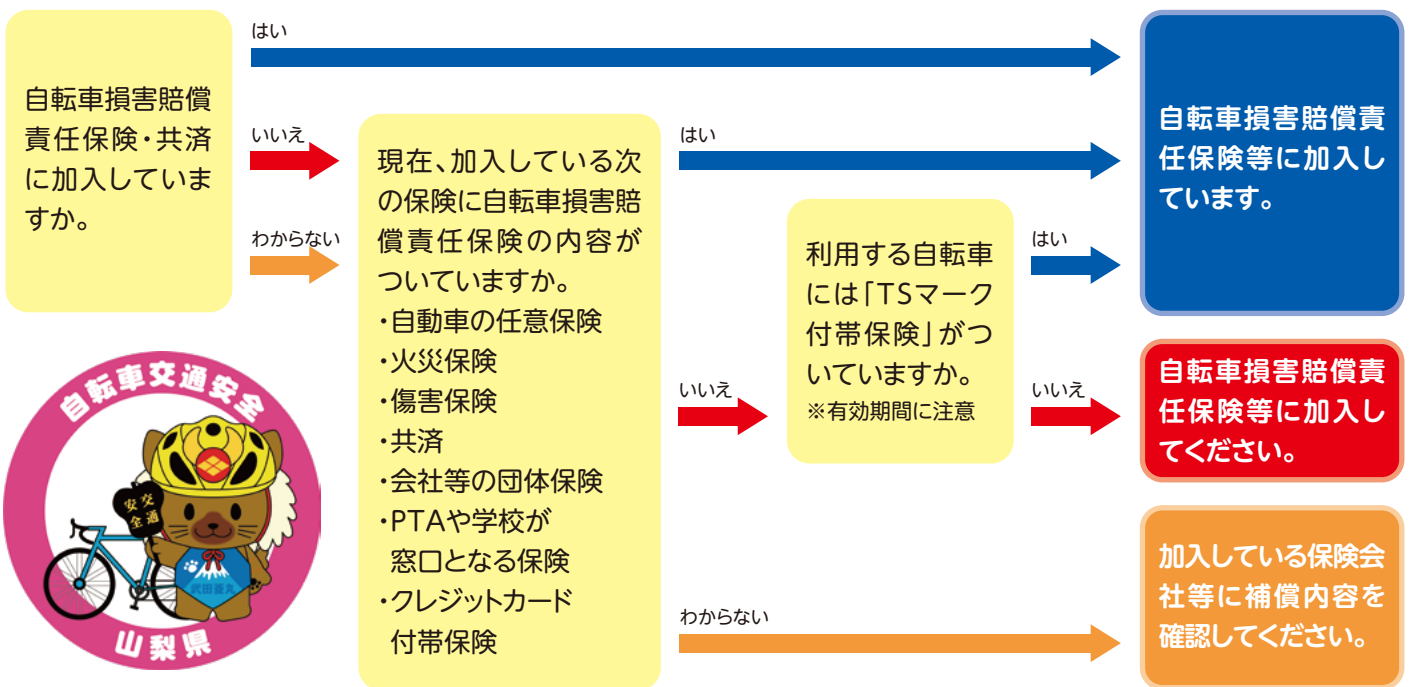 はい
自転車損害賠償
責任保険・共済
に加入していま
すか。
いいえ
わからない
現在、加入している次
の保険に自転車損害賠
償責任保険の内容が
ついていますか。
・自動車の任意保険
・火災保険
・傷害保険
・共済
・会社等の団体保険
・PTAや学校が
窓口となる保険
・クレジットカード
付帯保険
はい
いいえ
わからない
利用する自転車
には「TSマーク
付帯保険」がつ
いていますか。
※有効期間に注意
はい
いいえ
自転車損害賠償責
任保険等に加入し
ています。
自転車損害賠償責
任保険等に加入し
てください。
加入している保険会
社等に補償内容を
確認してください。
自転車交通安全
交通
安全
武田菱丸
山梨県